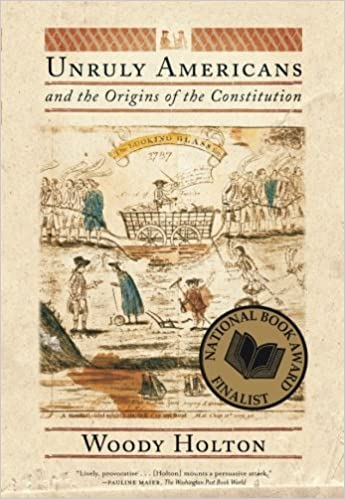 UNRULY AMERICANS
and the Origins of the Constitution
The LOOKING GLASS for
1787
NATIONAL BOOK AWARD
FINALIST
WOODY HOLTON
"Lively, provocative . . . [Holton] mounts a persuasive attack."
—PAULINE MAIER, The Washington Post Book World